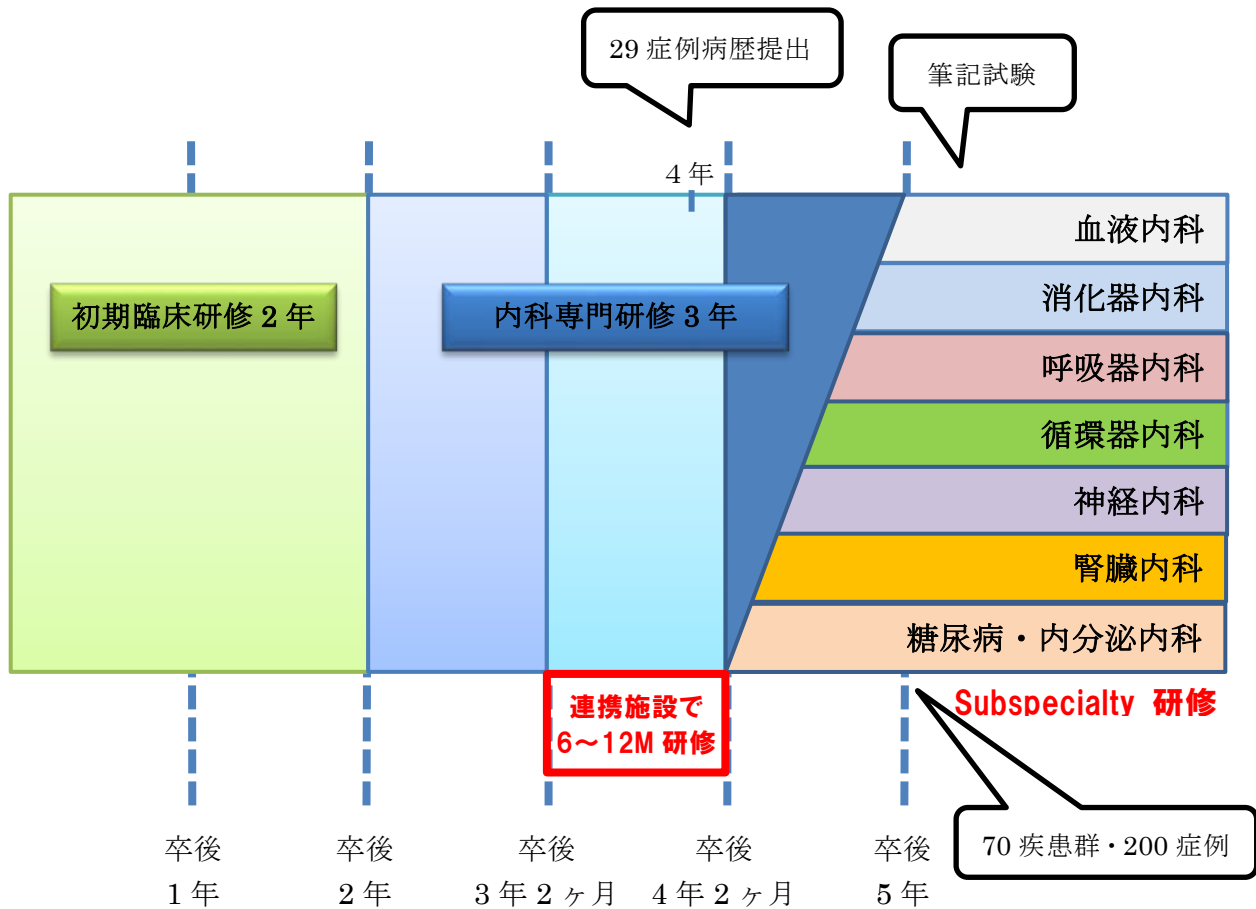 29 症例病歴提出
筆記試験
4 年
血液内科
消化器内科
初期臨床研修 2 年
内科専門研修 3 年
呼吸器内科
循環器内科
神経内科
腎臓内科
糖尿病・内分泌内科
連携施設で
6～12M 研修
Subspecialty 研修
70 疾患群・200 症例
卒後
1 年
卒後
2 年
卒後
3 年 2 ヶ月
卒後
4 年 2 ヶ月
卒後
5 年